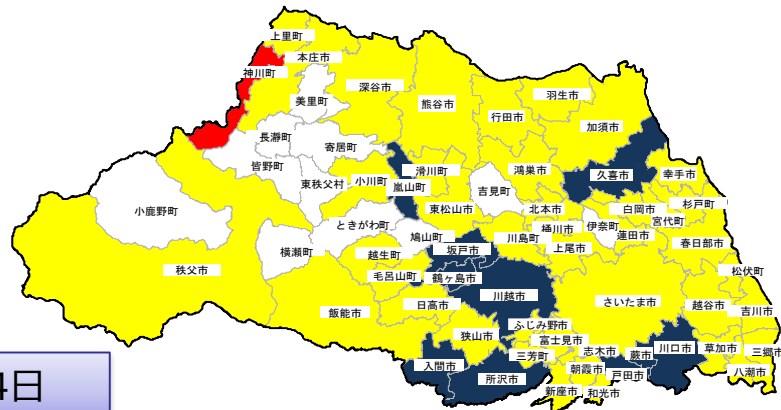 上里町
本庄市
神川町
深谷市
熊谷市
羽生市
美里町
行田市
加須市
長瀞町
寄居町
皆野町
滑川町
鴻巣市
久喜市
幸手市
東秩父村
小川町
嵐山町
吉見町
小鹿野町
東松山市
北本市
白岡市
杉戸町
宮代町
ときがわ町
鳩山町
川島町
桶川市
伊奈町
蓮田市
横瀬町
坂戸市
上尾市
春日部市
越生町
秩父市
毛呂山町
鶴ヶ島市
松伏町
川越市
さいたま市
日高市
越谷市
吉川市
飯能市
ふじみ野市
狭山市
富士見市
三芳町
志木市
蕨市
川口市
草加市
三郷市
入間市
朝霞市
戸田市
八潮市
所沢市
新座市
和光市
日